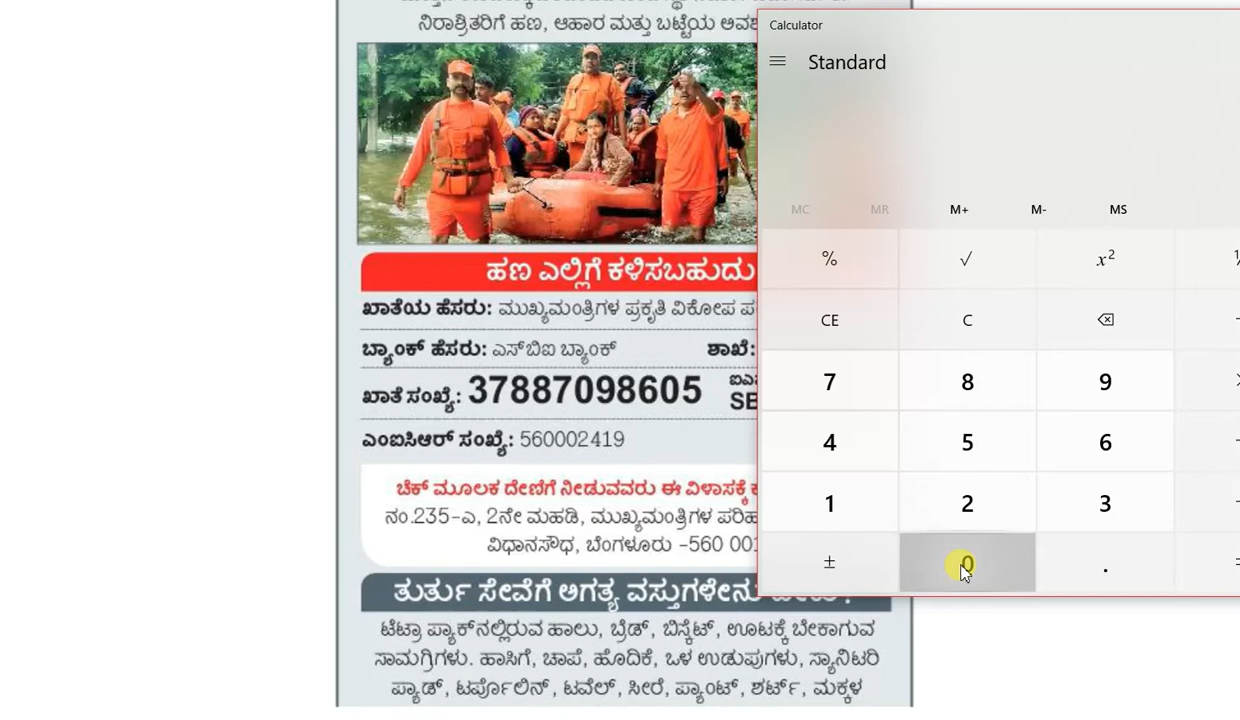 ನಿರಾಶ್ರಿತರಿಗೆ ಹಣ, ಆಹಾರ ಮತ್ತು ಬಟ್ಟೆಯ
ಹಣ ಎಲ್ಲಿಗೆ ಕಳಿಸಬಹುದು
ಖಾತೆಯ ಹೆಸರು: ಮುಖ್ಯಮಂತ್ರಿಗಳ ಪ್ರಕೃತಿ ವಿಕೋಪ
ಬ್ಯಾಂಕ್ ಹೆಸರು: ಎಸ್‌ಬಿಐ ಬ್ಯಾಂಕ್ ಶಾಖೆ:
ಖಾತೆ ಸಂಖ್ಯೆ: 37887098605
ಎಂಐಸಿಆರ್ ಸಂಖ್ಯೆ: 560002419
ಚೆಕ್ ಮೂಲಕ ದೇಣಿಗೆ ನೀಡುವವರು ಈ ವಿಳಾಸಕ್ಕೆ
ನಂ.235-ಎ, 2ನೇ ಮಹಡಿ, ಮುಖ್ಯಮಂತ್ರಿಗಳ
ವಿಧಾನಸೌಧ, ಬೆಂಗಳೂರು -560 001
ತುರ್ತು ಸೇವೆಗೆ ಅಗತ್ಯ ವಸ್ತುಗಳೇನು
ಟೆಟ್ರಾ ಪ್ಯಾಕ್‌ನಲ್ಲಿರುವ ಹಾಲು, ಬ್ರೆಡ್, ಬಿಸ್ಕೆಟ್, ಊಟಕ್ಕೆ ಬೇಕಾಗುವ
ಸಾಮಗ್ರಿಗಳು. ಹಾಸಿಗೆ, ಚಾಪೆ, ಹೊದಿಕೆ, ಒಳ ಉಡುಪುಗಳು, ಸ್ಯಾನಿಟರಿ
ಪ್ಯಾಡ್, ಟರ್ಪೊಲಿನ್, ಟವೆಲ್, ಸೀರೆ, ಪ್ಯಾಂಟ್, ಶರ್ಟ್, ಮಕ್ಕಳ
Calculator
Standard
MC MR M+ M- MS
% √ x²
CE C
7 8 9
4 5 6
1 2 3
± 0 .